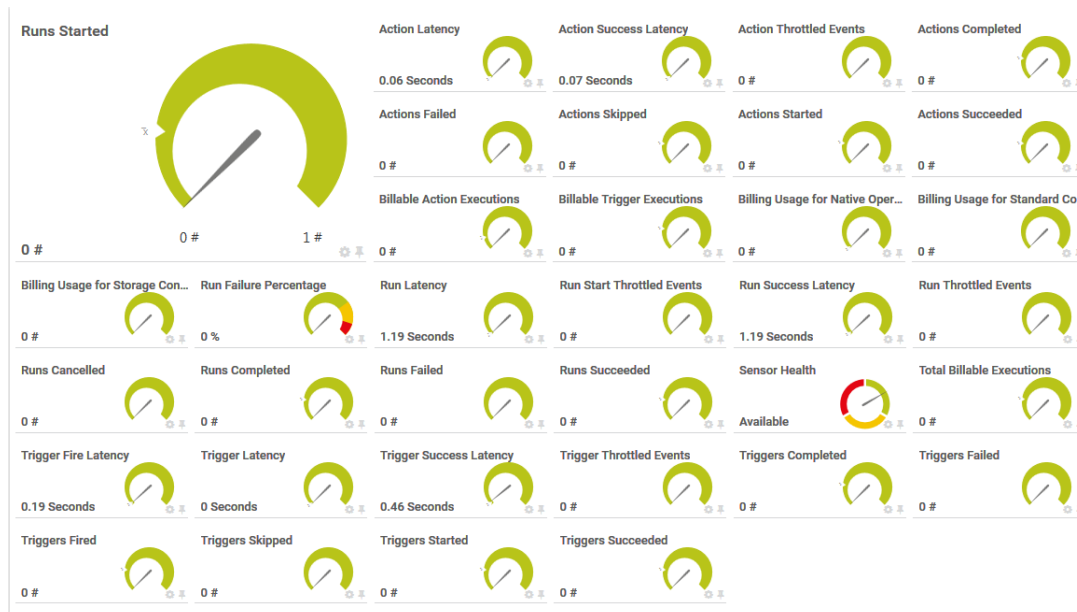 Runs Started
0 #
1 #
0 #
Action Latency
0.06 Seconds
Action Success Latency
0.07 Seconds
Action Throttled Events
0 #
Actions Completed
0 #
Actions Failed
0 #
Actions Skipped
0 #
Actions Started
0 #
Actions Succeeded
0 #
Billable Action Executions
0 #
Billable Trigger Executions
0 #
Billing Usage for Native Oper...
0 #
Billing Usage for Standard Co
0 #
Billing Usage for Storage Con...
0 #
Run Failure Percentage
0 %
Run Latency
1.19 Seconds
Run Start Throttled Events
0 #
Run Success Latency
1.19 Seconds
Run Throttled Events
0 #
Runs Cancelled
0 #
Runs Completed
0 #
Runs Failed
0 #
Runs Succeeded
0 #
Sensor Health
Available
Total Billable Executions
0 #
Trigger Fire Latency
0.19 Seconds
Trigger Latency
0 Seconds
Trigger Success Latency
0.46 Seconds
Trigger Throttled Events
0 #
Triggers Completed
0 #
Triggers Failed
0 #
Triggers Fired
0 #
Triggers Skipped
0 #
Triggers Started
0 #
Triggers Succeeded
0 #